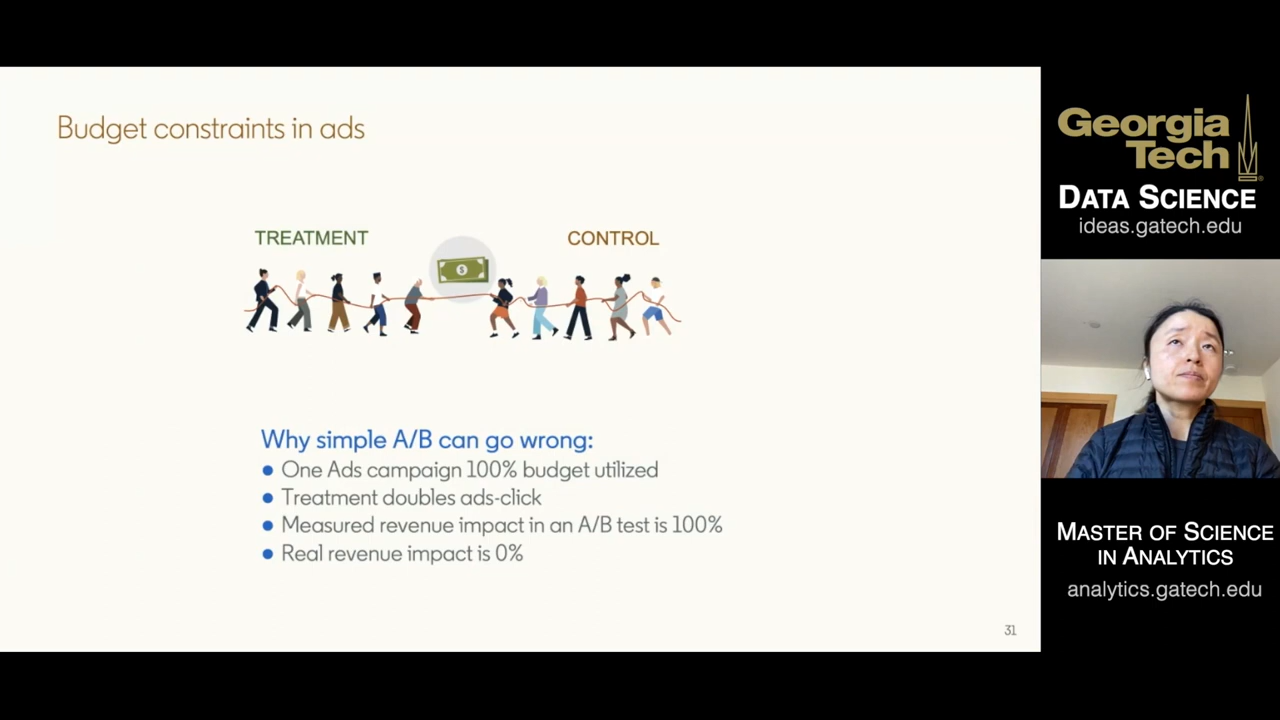 Budget constraints in ads
TREATMENT
CONTROL
$
Why simple A/B can go wrong:
● One Ads campaign 100% budget utilized
● Treatment doubles ads-click
● Measured revenue impact in an A/B test is 100%
● Real revenue impact is 0%
31
Georgia
Tech
DATA SCIENCE
ideas.gatech.edu
MASTER OF SCIENCE
IN ANALYTICS
analytics.gatech.edu